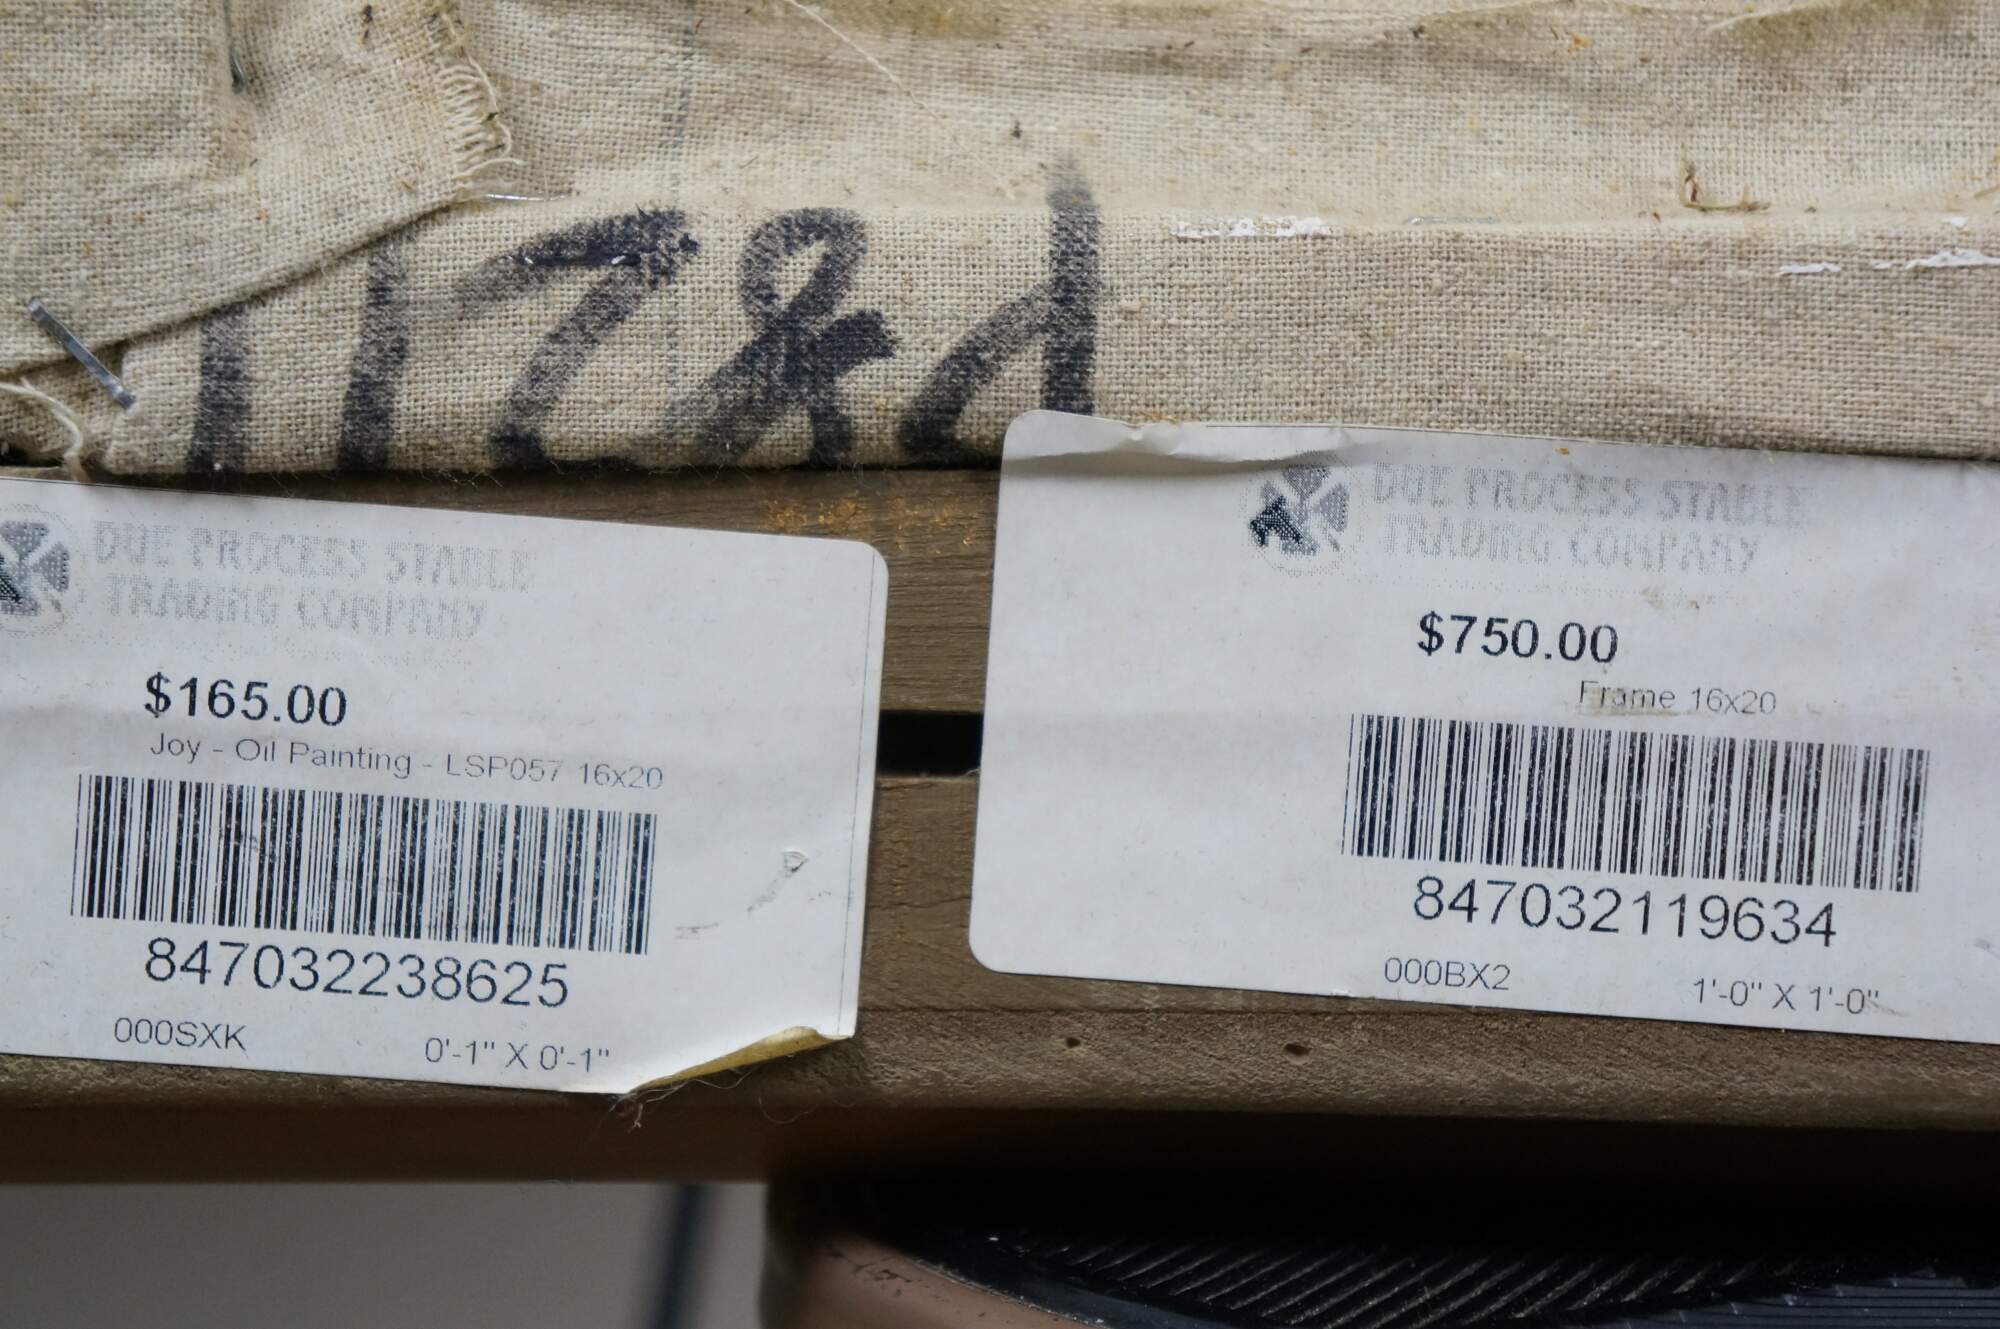 DUE PROCESS STABLE
TRADING COMPANY
$165.00
Joy - Oil Painting - LSP057 16x20
847032238625
000SXK
0'-1" X 0'-1"
DUE PROCESS STABLE
TRADING COMPANY
$750.00
Frame 16x20
847032119634
000BX2
1'-0" X 1'-0"